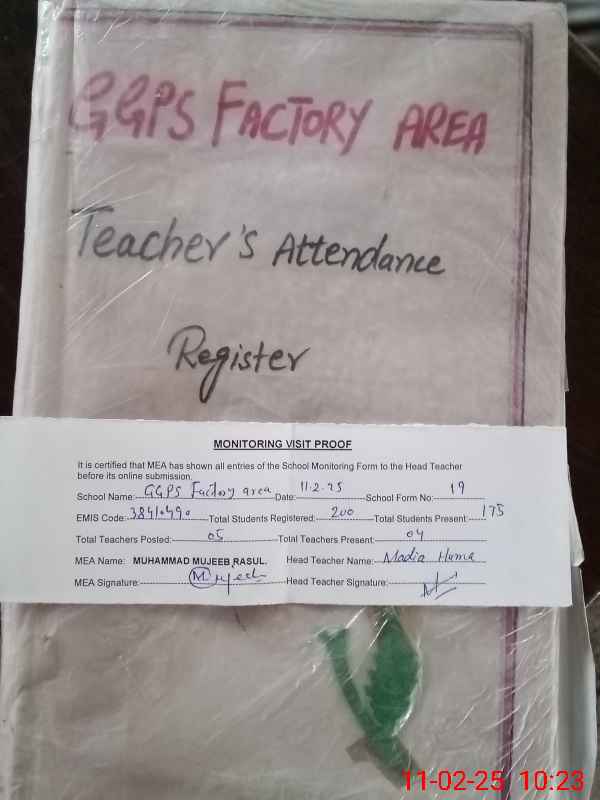 GGPS FACTORY AREA
Teacher's Attendance
Register
MONITORING VISIT PROOF
It is certified that MEA has shown all entries of the School Monitoring Form to the Head Teacher
before its online submission.
School Name: GGPS Factory area Date: 11.2.25 School Form No: 19
EMIS Code: 38410490 Total Students Registered: 200 Total Students Present: 175
Total Teachers Posted: 05 Total Teachers Present: 04
MEA Name: MUHAMMAD MUJEEB RASUL. Head Teacher Name: Madia Huma
MEA Signature: Mujeeb Head Teacher Signature:
11-02-25 10:23